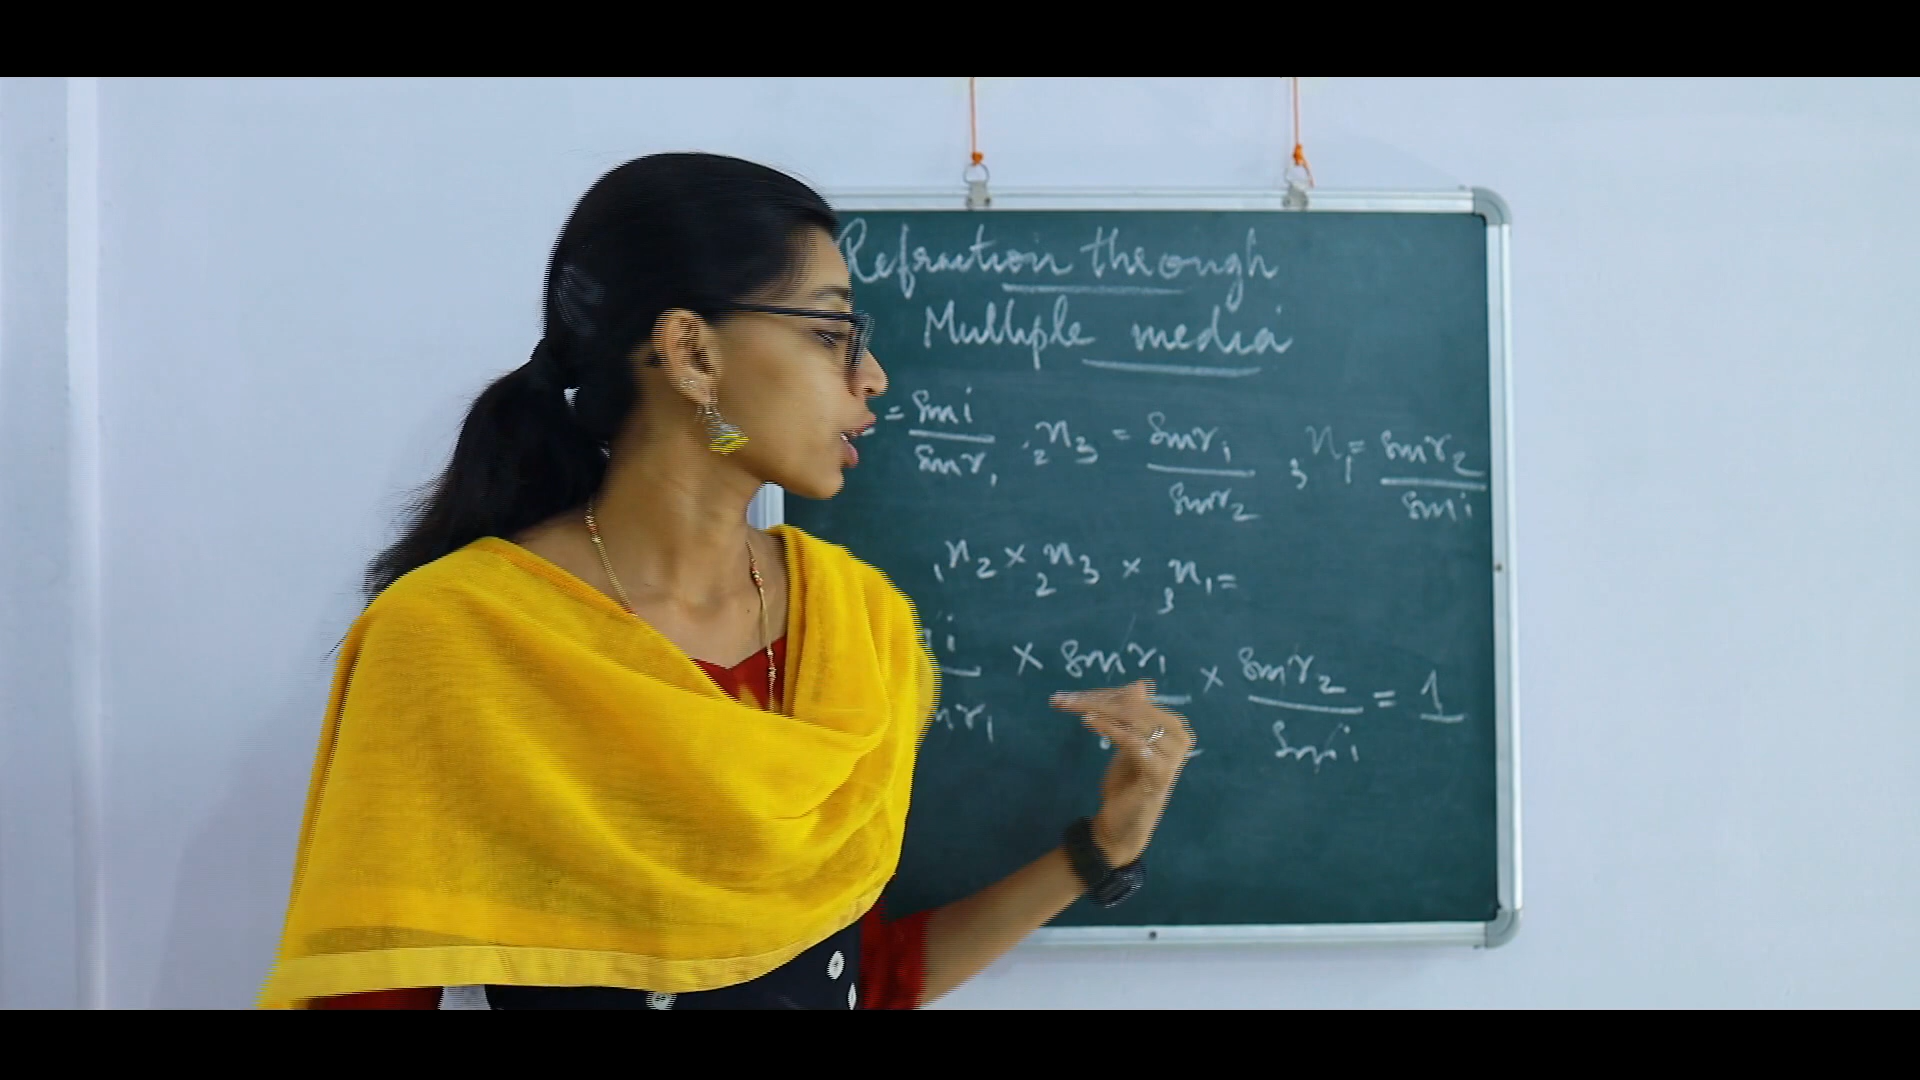 Refraction through
Multiple media
= sin i / sin r₁ , ₂n₃ = sin r₁ / sin r₂ ₃n₁ = sin r₂ / sin i
₁n₂ × ₂n₃ × ₃n₁ =
i / r₁ × sin r₁ × sin r₂ / sin i = 1